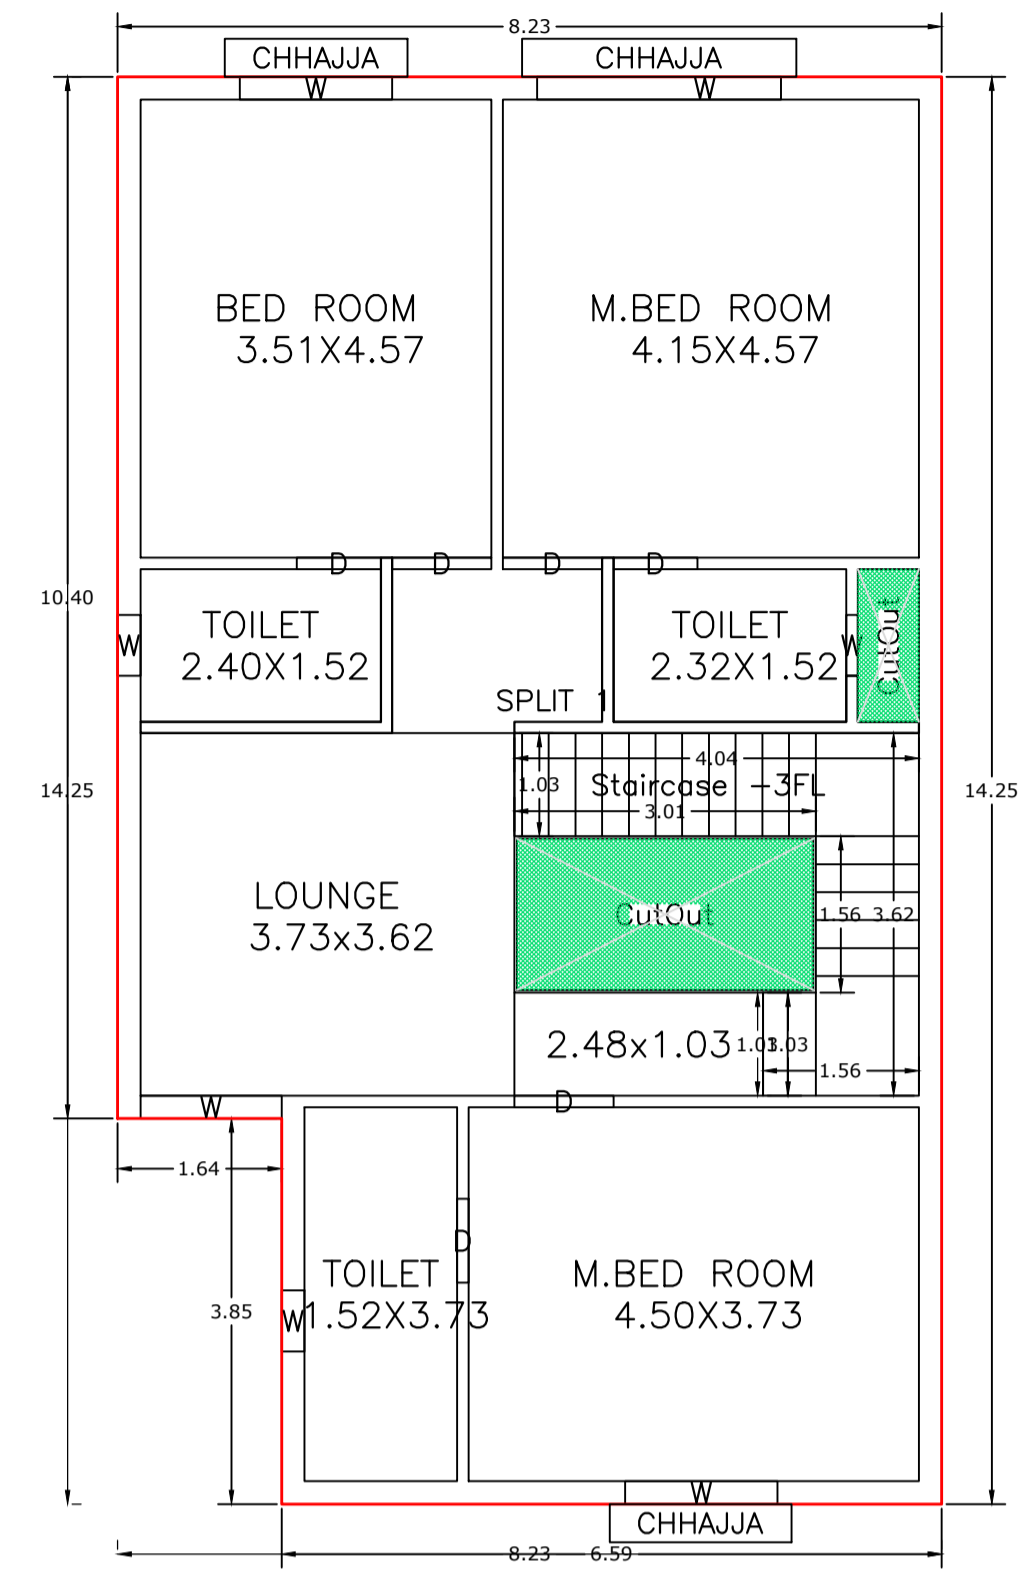 8.23
CHHAJJA
CHHAJJA
W
W
BED ROOM
3.51X4.57
M.BED ROOM
4.15X4.57
D
D
D
D
10.40
TOILET
2.40X1.52
TOILET
2.32X1.52
W
W
CutOut
SPLIT 1
4.04
14.25
1.03
Staircase -3FL
14.25
3.01
LOUNGE
3.73x3.62
CutOut
1.56
3.62
2.48x1.03
1.03
1.03
1.56
W
D
1.64
D
TOILET
1.52X3.73
M.BED ROOM
4.50X3.73
3.85
W
W
CHHAJJA
8.23
6.59